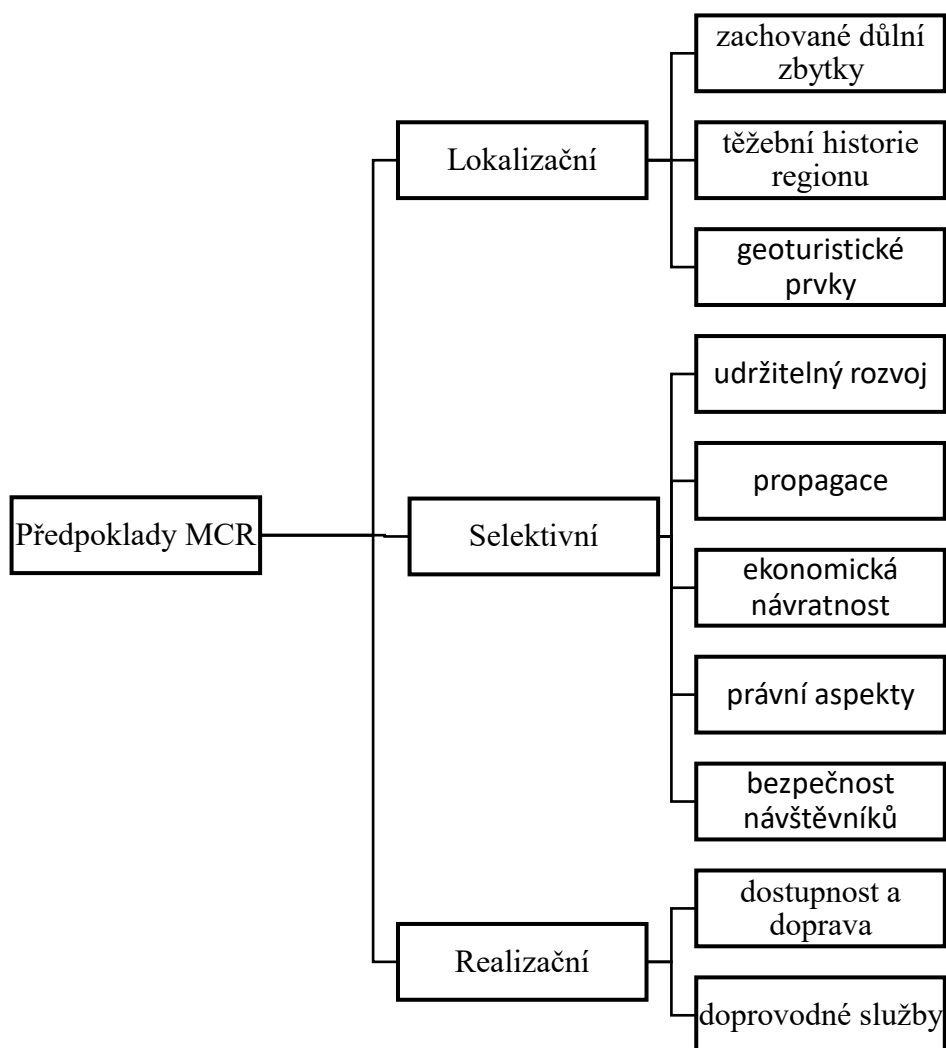 Předpoklady MCR
Lokalizační
zachované důlní
zbytky
těžební historie
regionu
geoturistické
prvky
Selektivní
udržitelný rozvoj
propagace
ekonomická
návratnost
právní aspekty
bezpečnost
návštěvníků
Realizační
dostupnost a
doprava
doprovodné služby